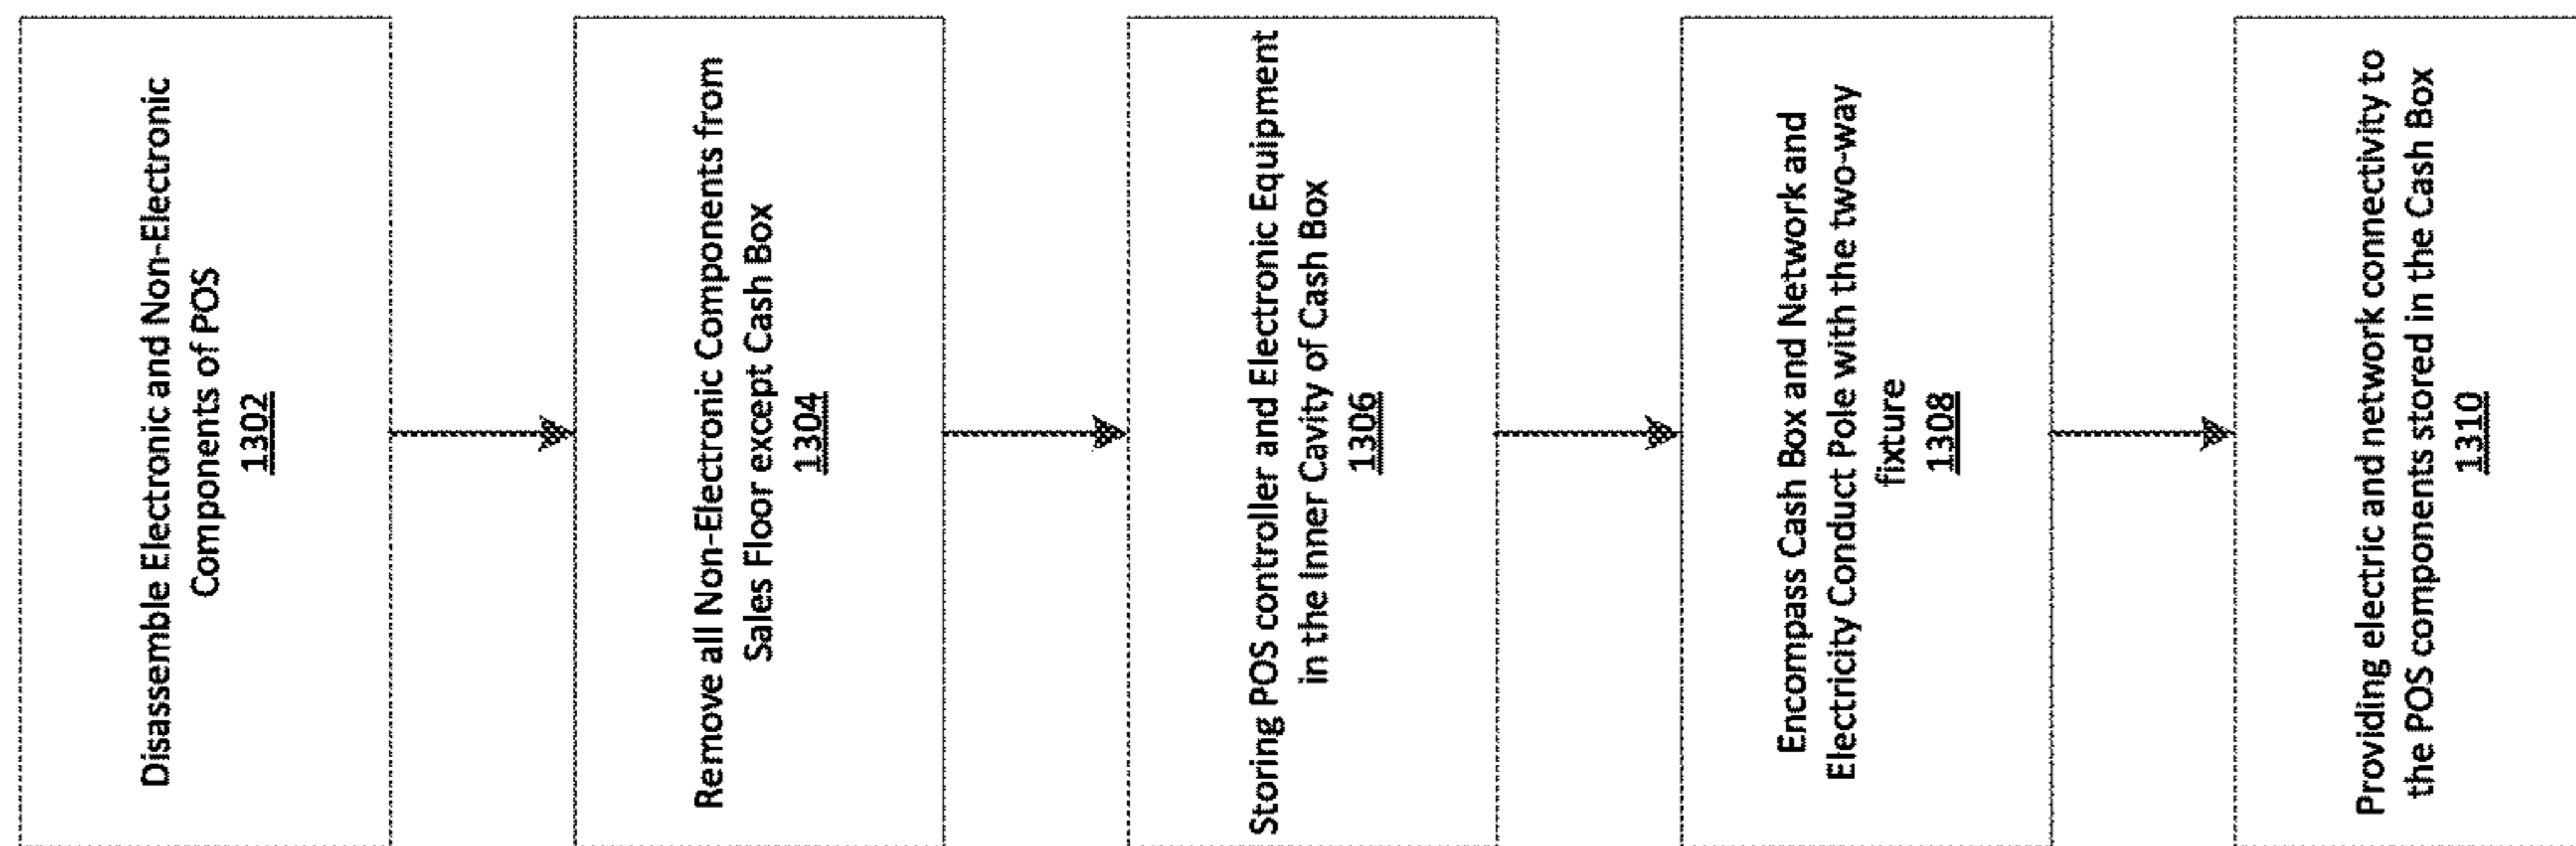 Disassemble Electronic and Non-Electronic
Components of POS
1302
Remove all Non-Electronic Components from
Sales Floor except Cash Box
1304
Storing POS controller and Electronic Equipment
in the Inner Cavity of Cash Box
1306
Encompass Cash Box and Network and
Electricity Conduct Pole with the two-way
fixture
1308
Providing electric and network connectivity to
the POS components stored in the Cash Box
1310